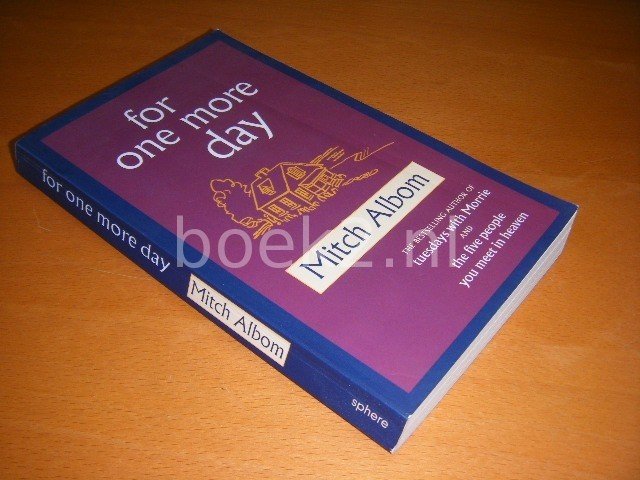 for
one more
day
Mitch Albom
THE BESTSELLING AUTHOR OF
tuesdays with Morrie
AND
the five people
you meet in heaven
for one more day
Mitch Albom
sphere
boek2.nl